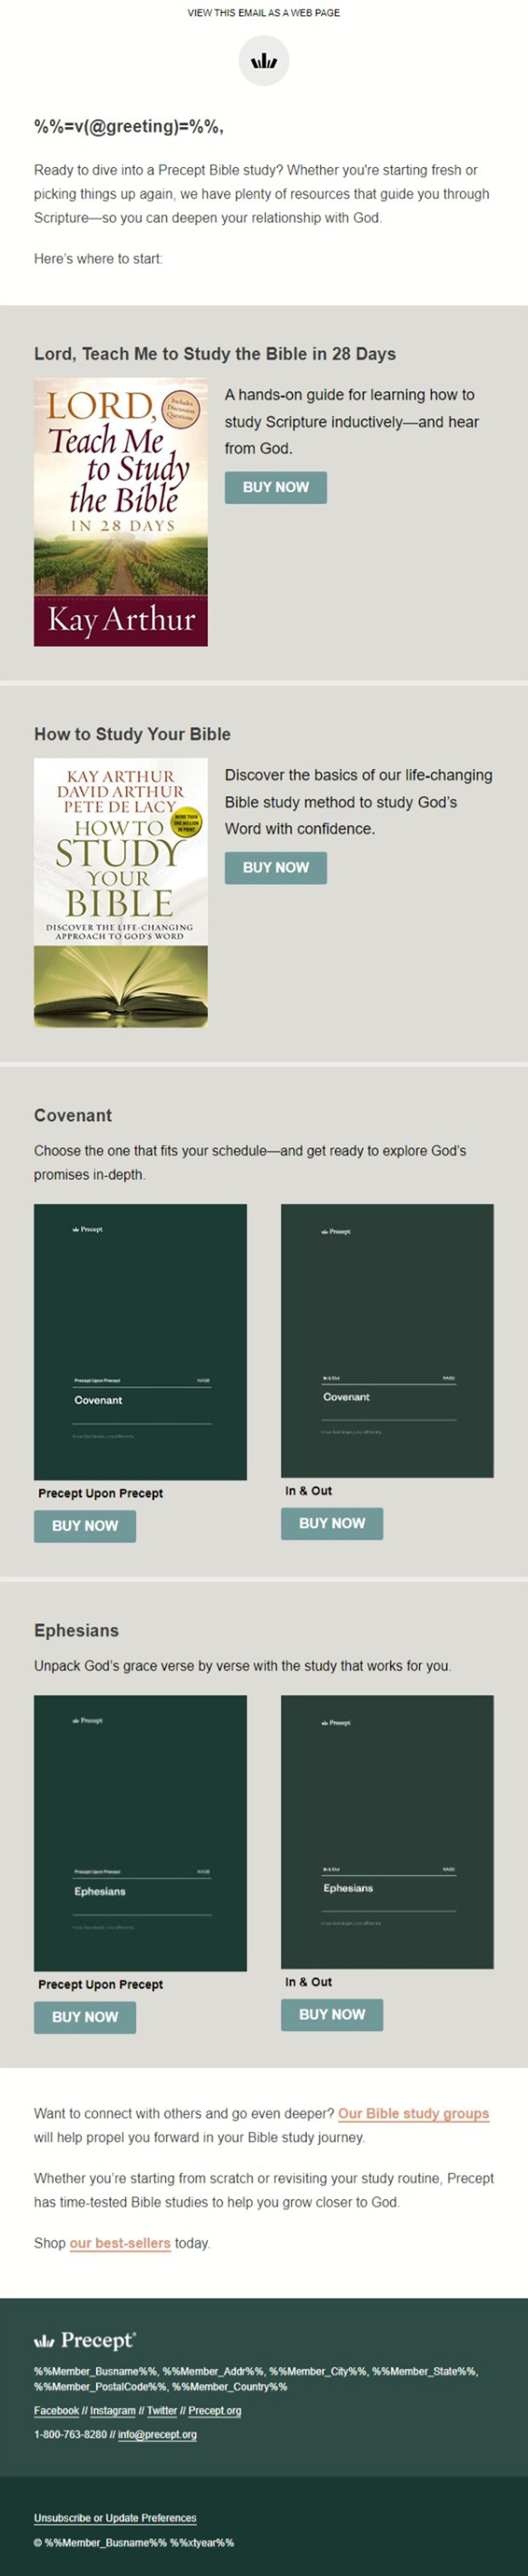 VIEW THIS EMAIL AS A WEB PAGE
%%=v(@greeting)=%%,
Ready to dive into a Precept Bible study? Whether you're starting fresh or
picking things up again, we have plenty of resources that guide you through
Scripture—so you can deepen your relationship with God.
Here's where to start:
Lord, Teach Me to Study the Bible in 28 Days
LORD,
Includes
Discussion
Questions
Teach Me
to Study
the Bible
IN 28 DAYS
Kay Arthur
A hands-on guide for learning how to
study Scripture inductively—and hear
from God.
BUY NOW
How to Study Your Bible
KAY ARTHUR
DAVID ARTHUR
PETE DE LACY
MORE THAN
ONE MILLION
IN PRINT
HOW TO
STUDY
YOUR
BIBLE
DISCOVER THE LIFE-CHANGING
APPROACH TO GOD'S WORD
Discover the basics of our life-changing
Bible study method to study God's
Word with confidence.
BUY NOW
Covenant
Choose the one that fits your schedule—and get ready to explore God's
promises in-depth.
Precept
Precept Upon Precept NASB
Covenant
Precept Upon Precept
BUY NOW
Precept
In & Out NASB
Covenant
In & Out
BUY NOW
Ephesians
Unpack God's grace verse by verse with the study that works for you.
Precept
Precept Upon Precept NASB
Ephesians
Precept Upon Precept
BUY NOW
Precept
In & Out NASB
Ephesians
In & Out
BUY NOW
Want to connect with others and go even deeper? Our Bible study groups
will help propel you forward in your Bible study journey.
Whether you're starting from scratch or revisiting your study routine, Precept
has time-tested Bible studies to help you grow closer to God.
Shop our best-sellers today.
Precept®
%%Member_Busname%%, %%Member_Addr%%, %%Member_City%%, %%Member_State%%,
%%Member_PostalCode%%, %%Member_Country%%
Facebook // Instagram // Twitter // Precept.org
1-800-763-8280 // info@precept.org
Unsubscribe or Update Preferences
© %%Member_Busname%% %%xtyear%%